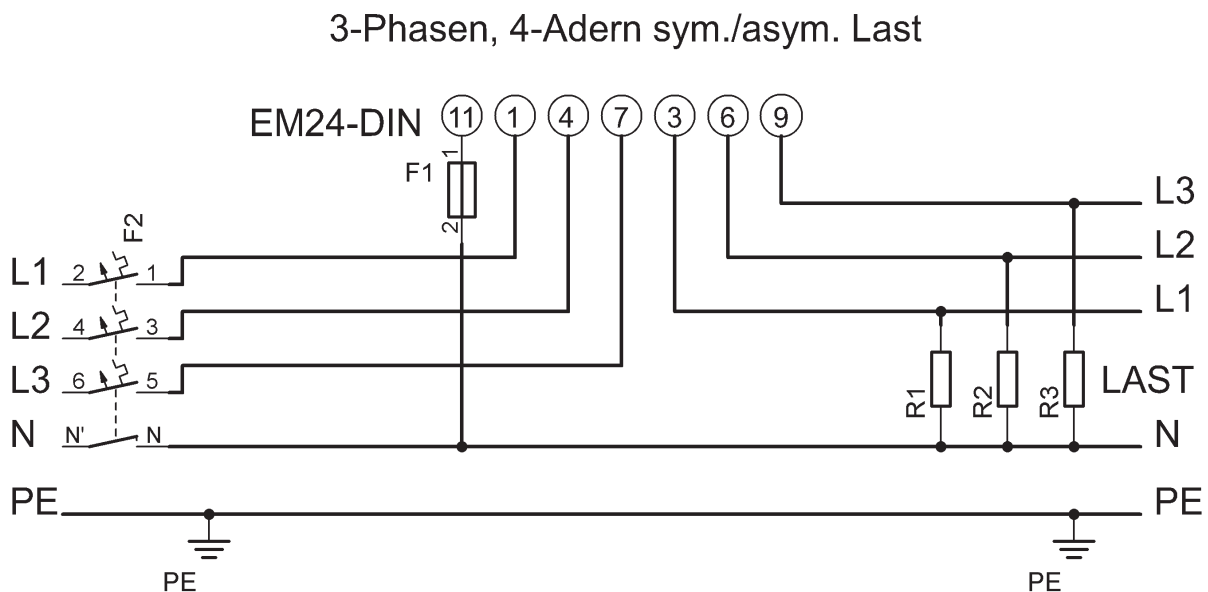 3-Phasen, 4-Adern sym./asym. Last
EM24-DIN 11 1 4 7 3 6 9
1
F1
2
L3
F2
L2
L1 2 1
L1
L2 4 3
L3 6 5
R1 R2 R3 LAST
N N' N
N
PE
PE
PE
PE